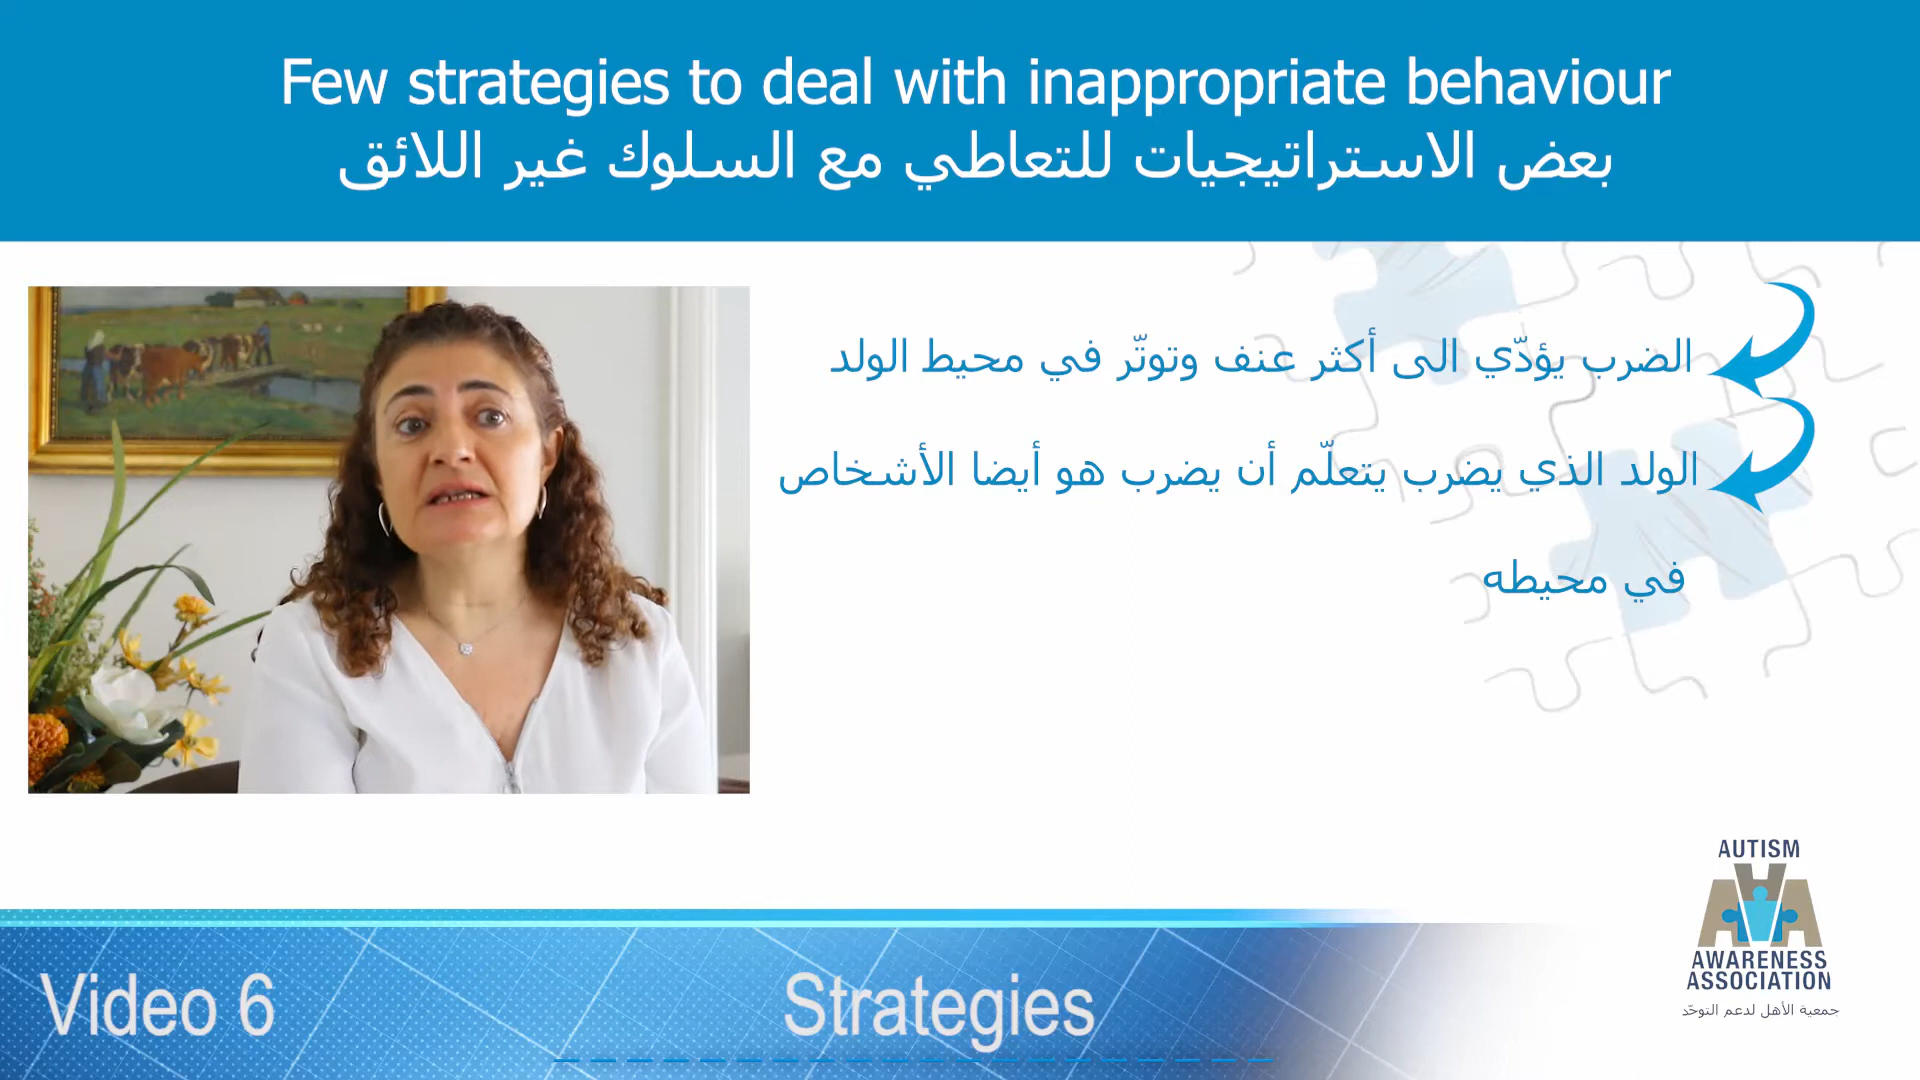 Few strategies to deal with inappropriate behaviour
بعض الاستراتيجيات للتعاطي مع السلوك غير اللائق
الضرب يؤدّي الى أكثر عنف وتوتّر في محيط الولد
الولد الذي يضرب يتعلّم أن يضرب هو أيضا الأشخاص
في محيطه
AUTISM
AWARENESS
ASSOCIATION
جمعية الأهل لدعم التوحّد
Video 6
Strategies